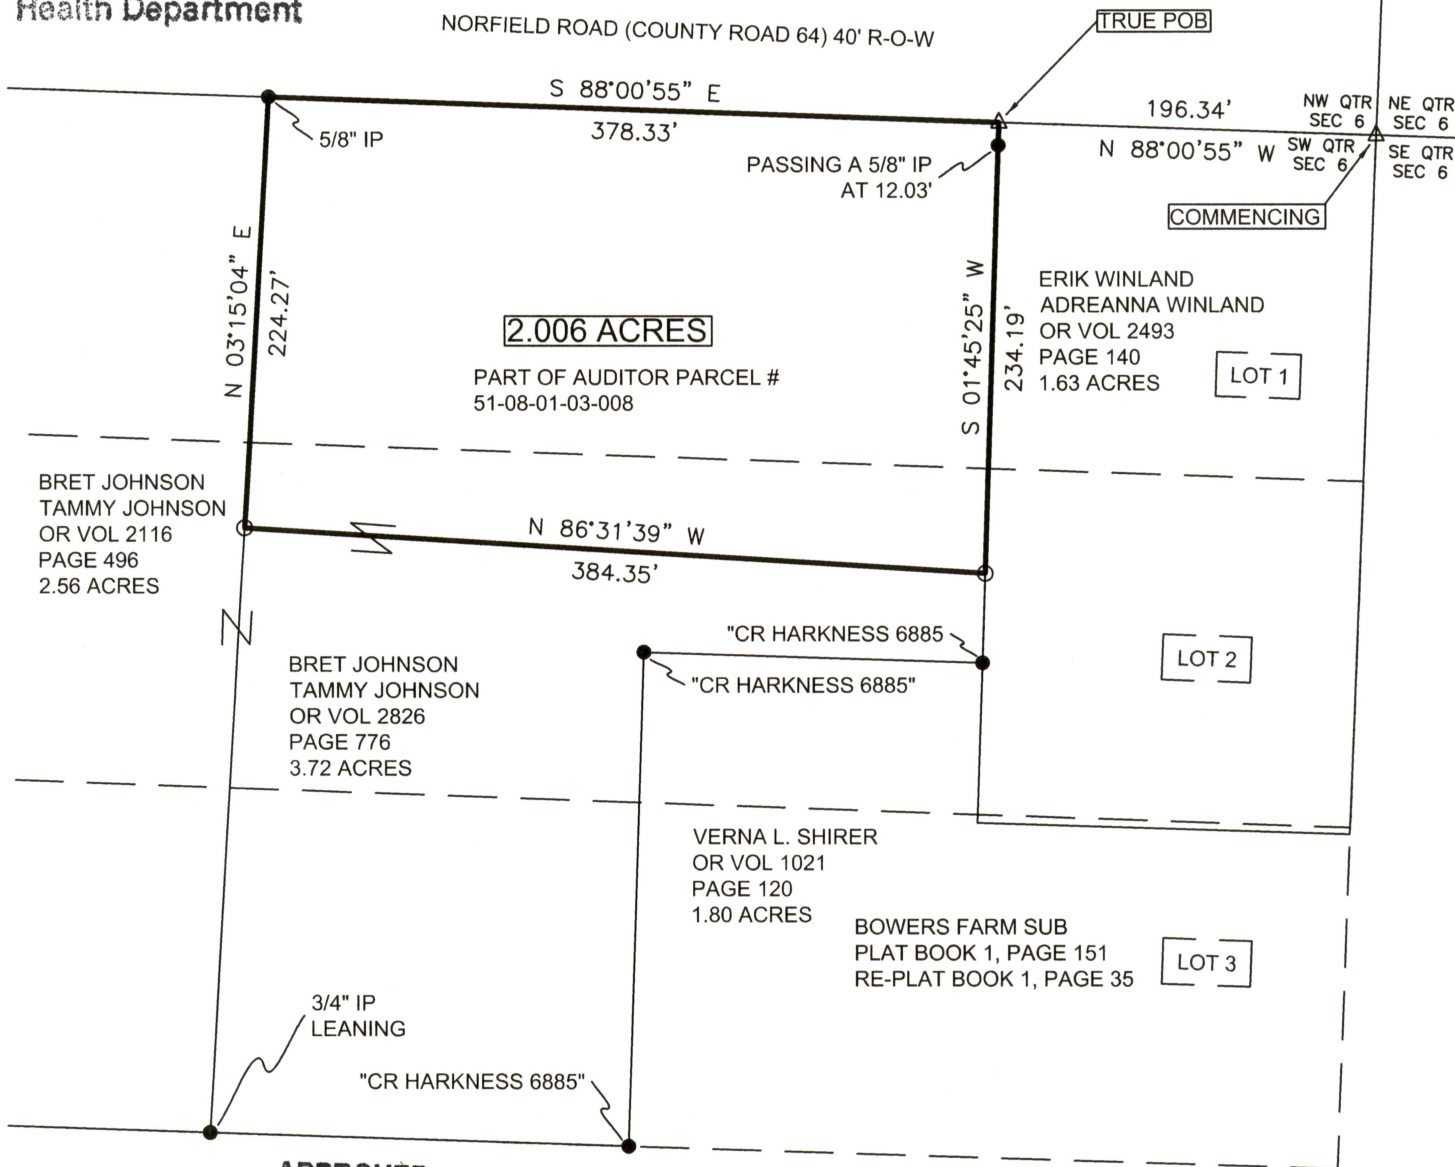 Health Department
NORFIELD ROAD (COUNTY ROAD 64) 40' R-O-W
TRUE POB
S 88°00'55" E
378.33'
196.34'
N 88°00'55" W
NW QTR
SEC 6
NE QTR
SEC 6
SW QTR
SEC 6
SE QTR
SEC 6
5/8" IP
PASSING A 5/8" IP
AT 12.03'
COMMENCING
N 03°15'04" E
224.27'
2.006 ACRES
PART OF AUDITOR PARCEL #
51-08-01-03-008
S 01°45'25" W
234.19'
ERIK WINLAND
ADREANNA WINLAND
OR VOL 2493
PAGE 140
1.63 ACRES
LOT 1
BRET JOHNSON
TAMMY JOHNSON
OR VOL 2116
PAGE 496
2.56 ACRES
N 86°31'39" W
384.35'
"CR HARKNESS 6885
"CR HARKNESS 6885"
LOT 2
BRET JOHNSON
TAMMY JOHNSON
OR VOL 2826
PAGE 776
3.72 ACRES
VERNA L. SHIRER
OR VOL 1021
PAGE 120
1.80 ACRES
BOWERS FARM SUB
PLAT BOOK 1, PAGE 151
RE-PLAT BOOK 1, PAGE 35
LOT 3
3/4" IP
LEANING
"CR HARKNESS 6885"
APPROVED